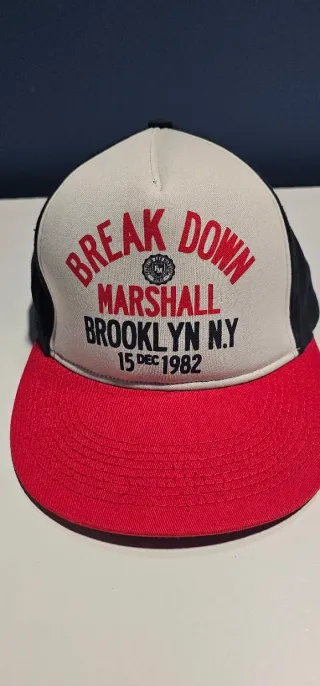 BREAK DOWN
MARSHALL
BROOKLYN N.Y
15 DEC 1982